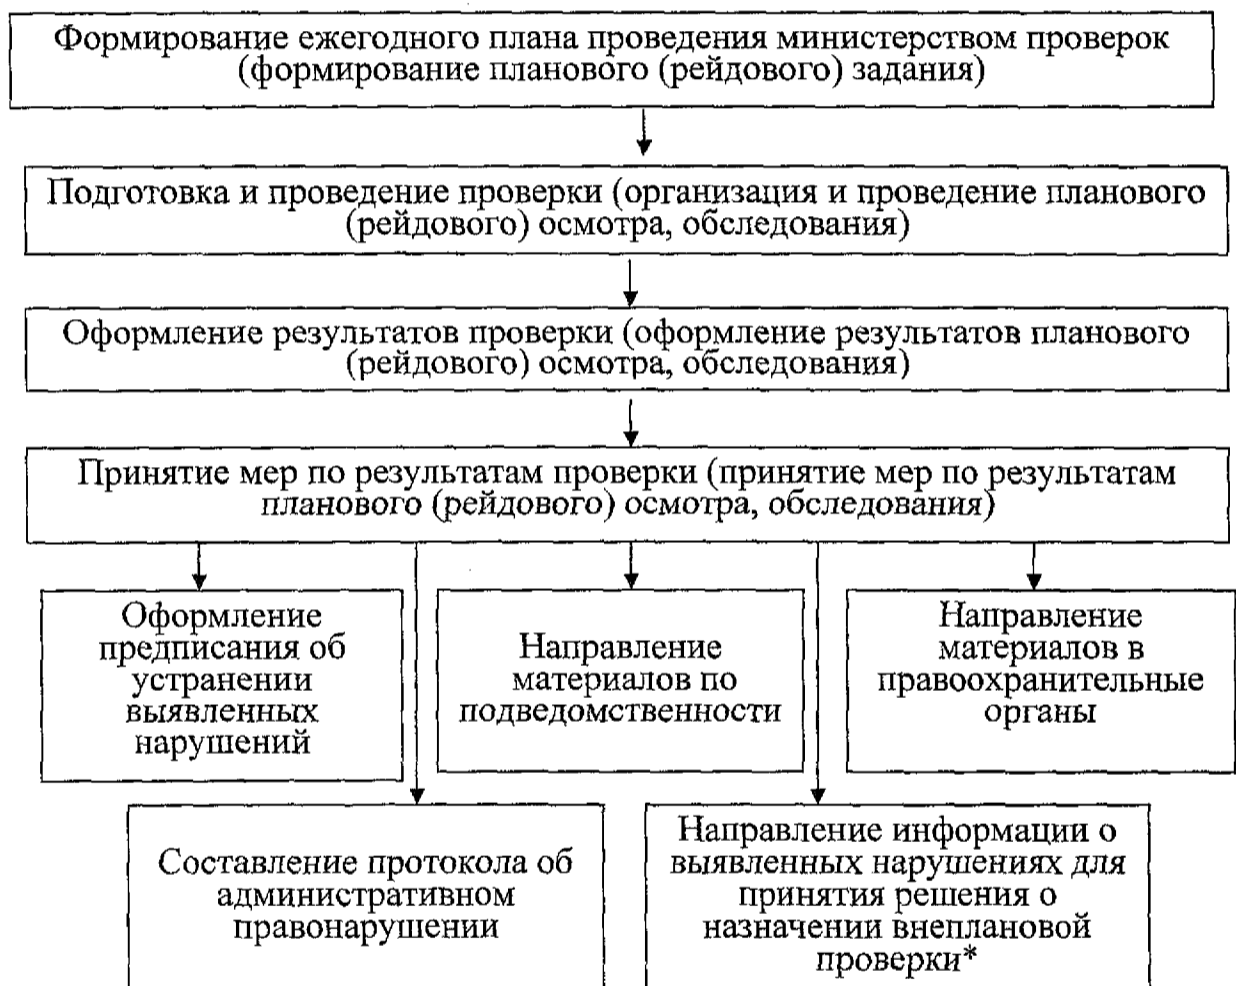 Формирование ежегодного плана проведения министерством проверок
(формирование планового (рейдового) задания)
Подготовка и проведение проверки (организация и проведение планового
(рейдового) осмотра, обследования)
Оформление результатов проверки (оформление результатов планового
(рейдового) осмотра, обследования)
Принятие мер по результатам проверки (принятие мер по результатам
планового (рейдового) осмотра, обследования)
Оформление
предписания об
устранении
выявленных
нарушений
Направление
материалов по
подведомственности
Направление
материалов в
правоохранительные
органы
Составление протокола об
административном
правонарушении
Направление информации о
выявленных нарушениях для
принятия решения о
назначении внеплановой
проверки*